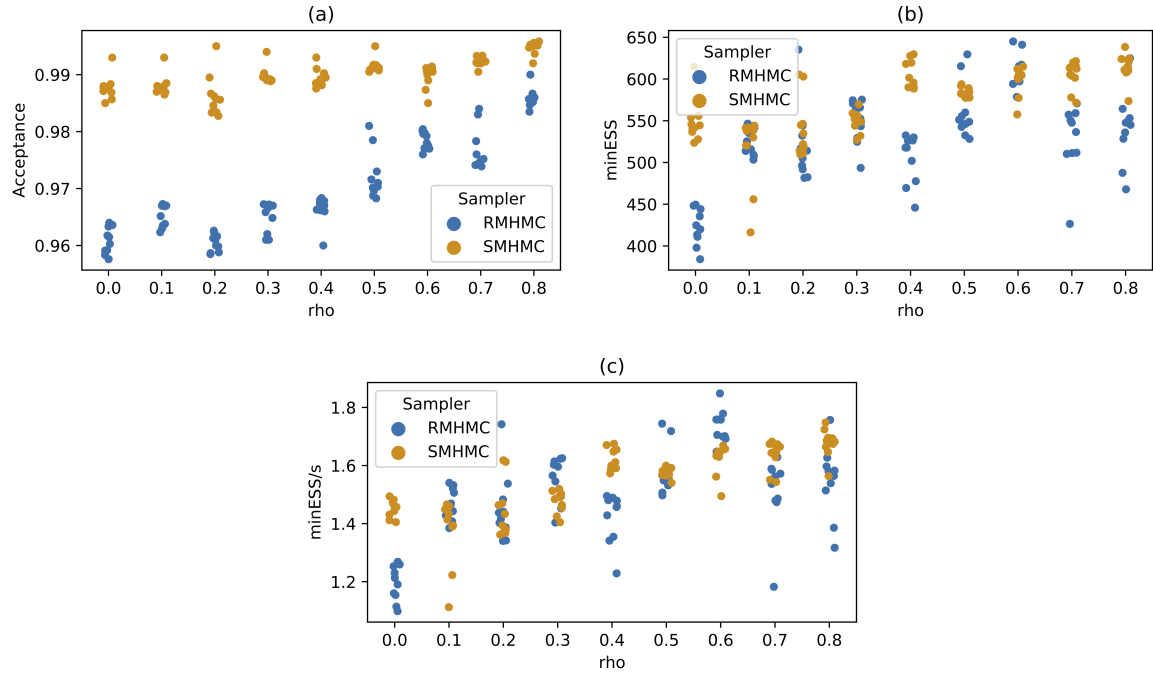 (a)
Acceptance
0.99
0.98
0.97
0.96
Sampler
RMHMC
SMHMC
0.0 0.1 0.2 0.3 0.4 0.5 0.6 0.7 0.8
rho
(b)
minESS
650
600
550
500
450
400
Sampler
RMHMC
SMHMC
0.0 0.1 0.2 0.3 0.4 0.5 0.6 0.7 0.8
rho
(c)
minESS/s
1.8
1.6
1.4
1.2
Sampler
RMHMC
SMHMC
0.0 0.1 0.2 0.3 0.4 0.5 0.6 0.7 0.8
rho